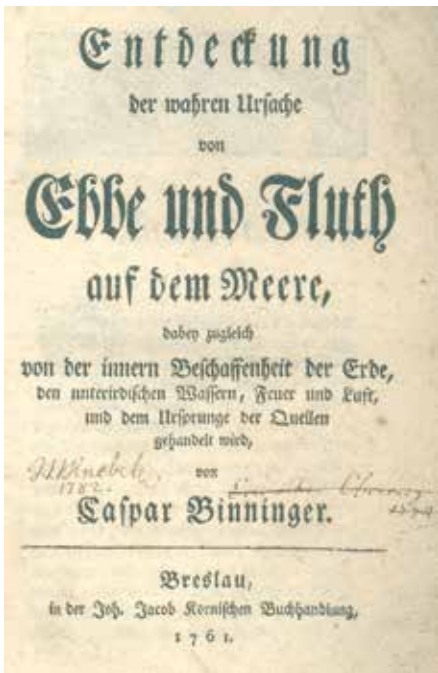 Entdeckung
der wahren Ursache
von
Ebbe und Fluth
auf dem Meere,
dabey zugleich
von der innern Beschaffenheit der Erde,
den unterirdischen Wassern, Feuer und Luft,
und dem Ursprunge der Quellen
gehandelt wird,
von
1782.
Caspar Binninger.
Breslau,
in der Joh. Jacob Kornischen Buchhandlung,
1761.